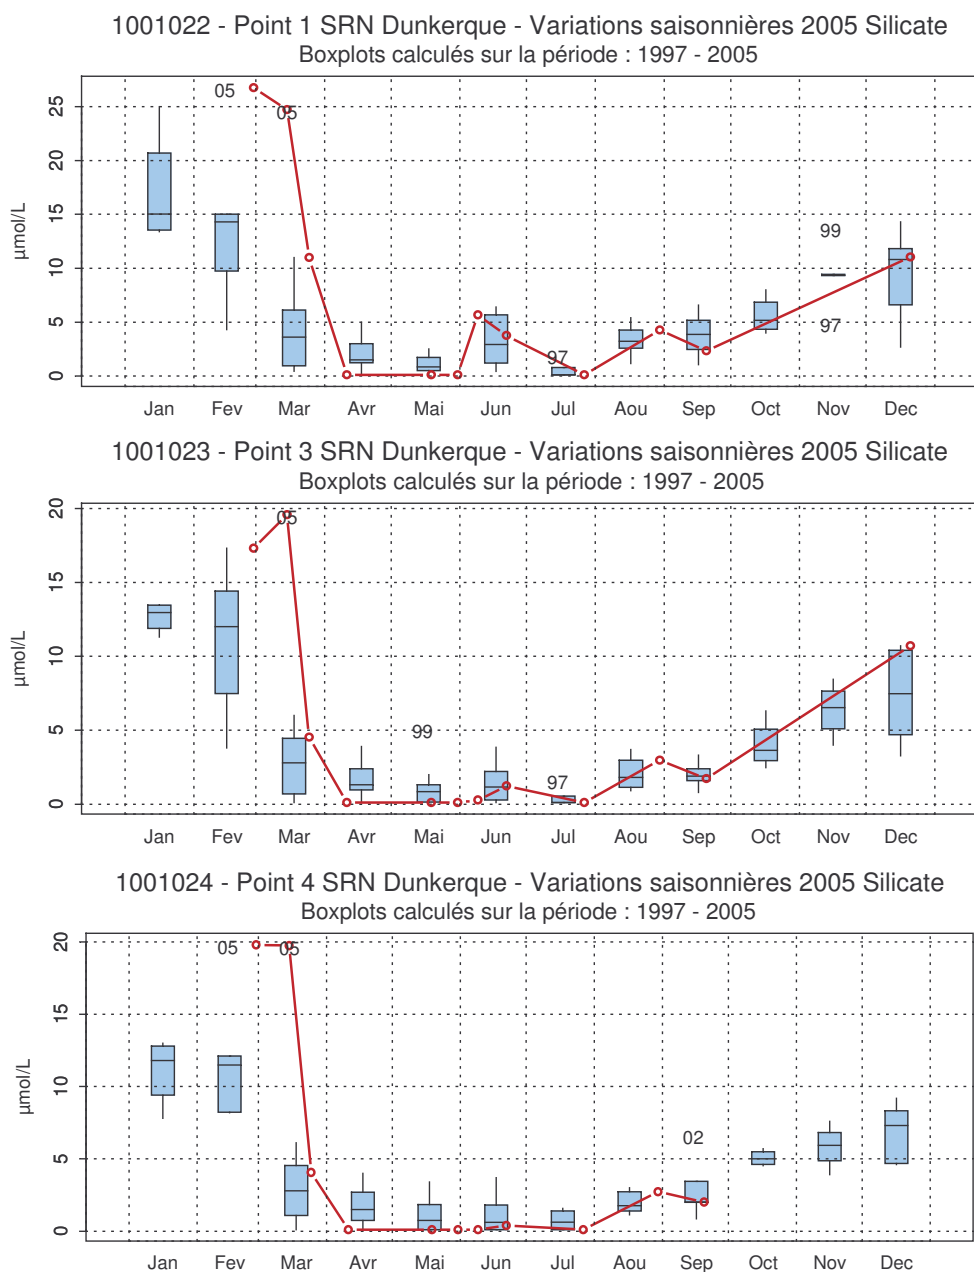 1001022 - Point 1 SRN Dunkerque - Variations saisonnières 2005 Silicate
Boxplots calculés sur la période : 1997 - 2005
µmol/L
25
20
15
10
5
0
05
05
97
99
97
Jan Fev Mar Avr Mai Jun Jul Aou Sep Oct Nov Dec
1001023 - Point 3 SRN Dunkerque - Variations saisonnières 2005 Silicate
Boxplots calculés sur la période : 1997 - 2005
µmol/L
20
15
10
5
0
05
99
97
Jan Fev Mar Avr Mai Jun Jul Aou Sep Oct Nov Dec
1001024 - Point 4 SRN Dunkerque - Variations saisonnières 2005 Silicate
Boxplots calculés sur la période : 1997 - 2005
µmol/L
20
15
10
5
0
05
05
02
Jan Fev Mar Avr Mai Jun Jul Aou Sep Oct Nov Dec